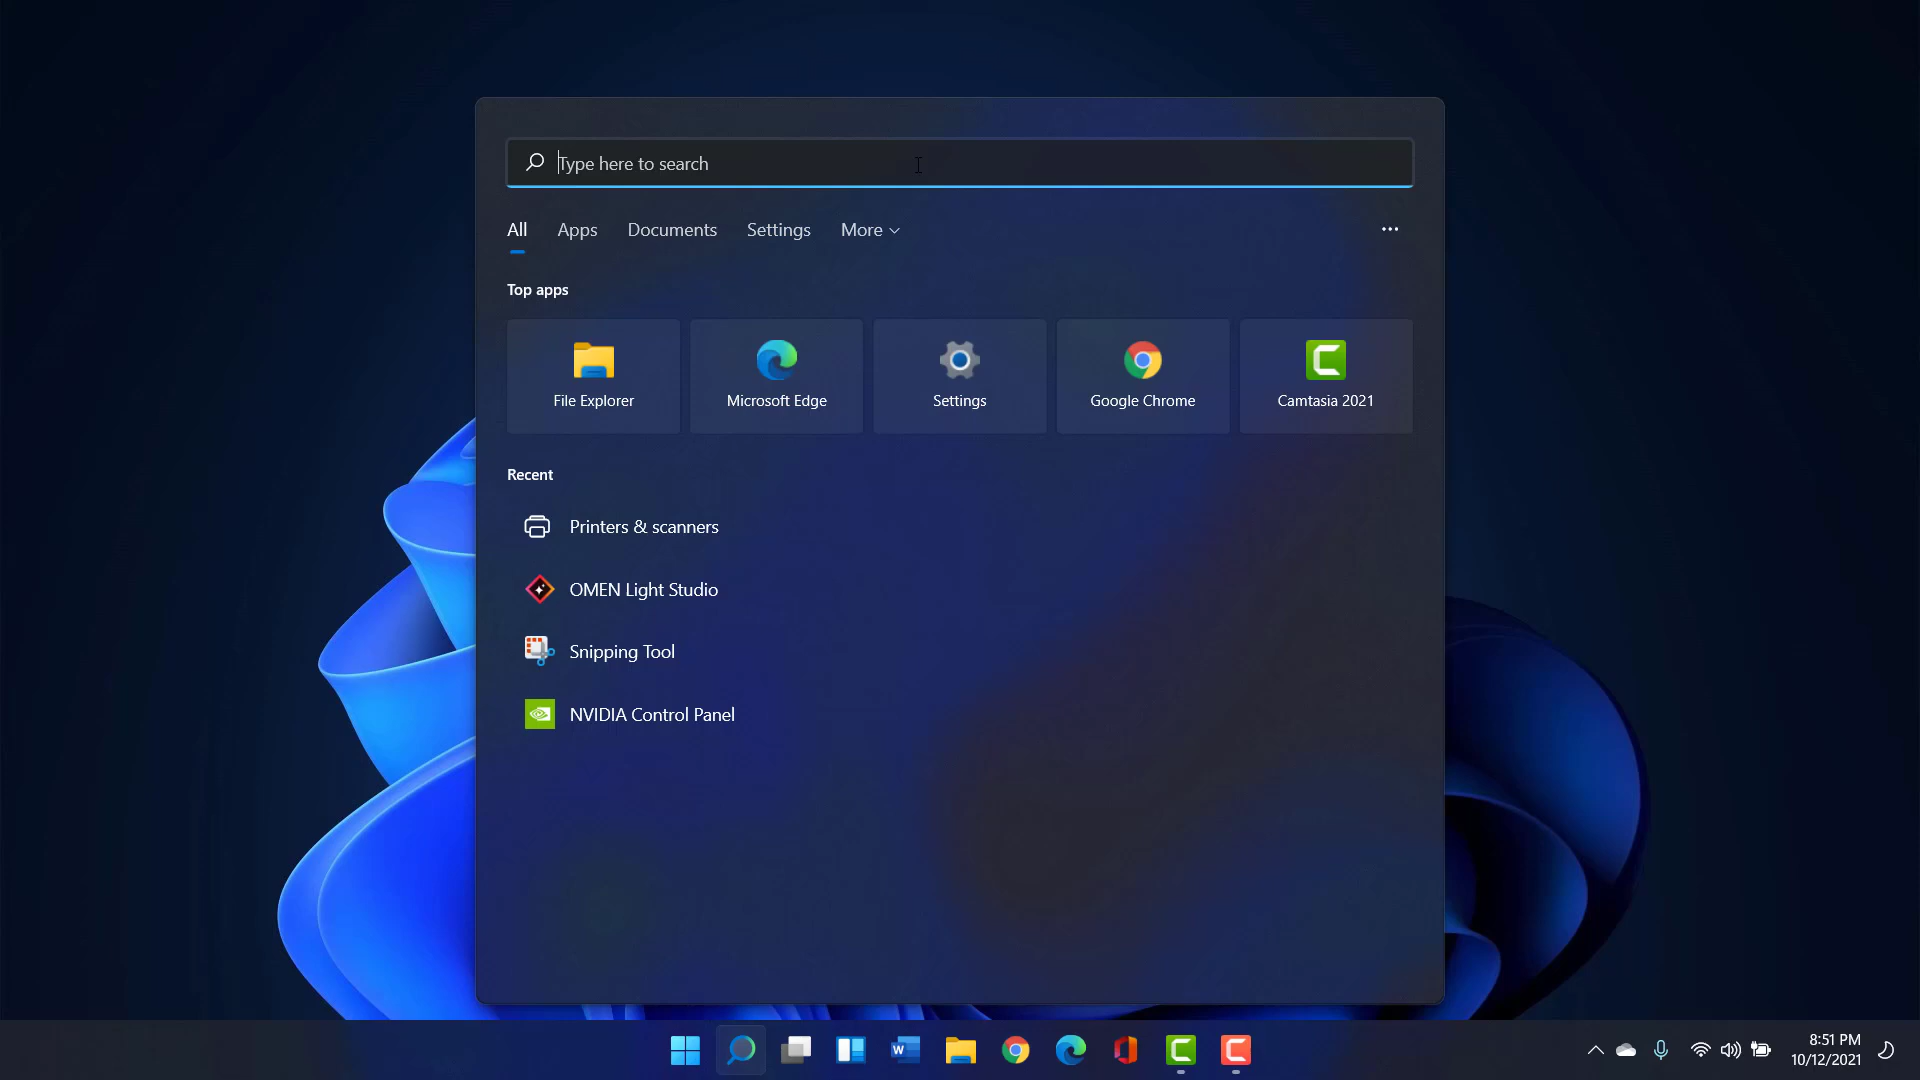 Type here to search
All Apps Documents Settings More
Top apps
File Explorer Microsoft Edge Settings Google Chrome Camtasia 2021
Recent
Printers & scanners
OMEN Light Studio
Snipping Tool
NVIDIA Control Panel
8:51 PM
10/12/2021